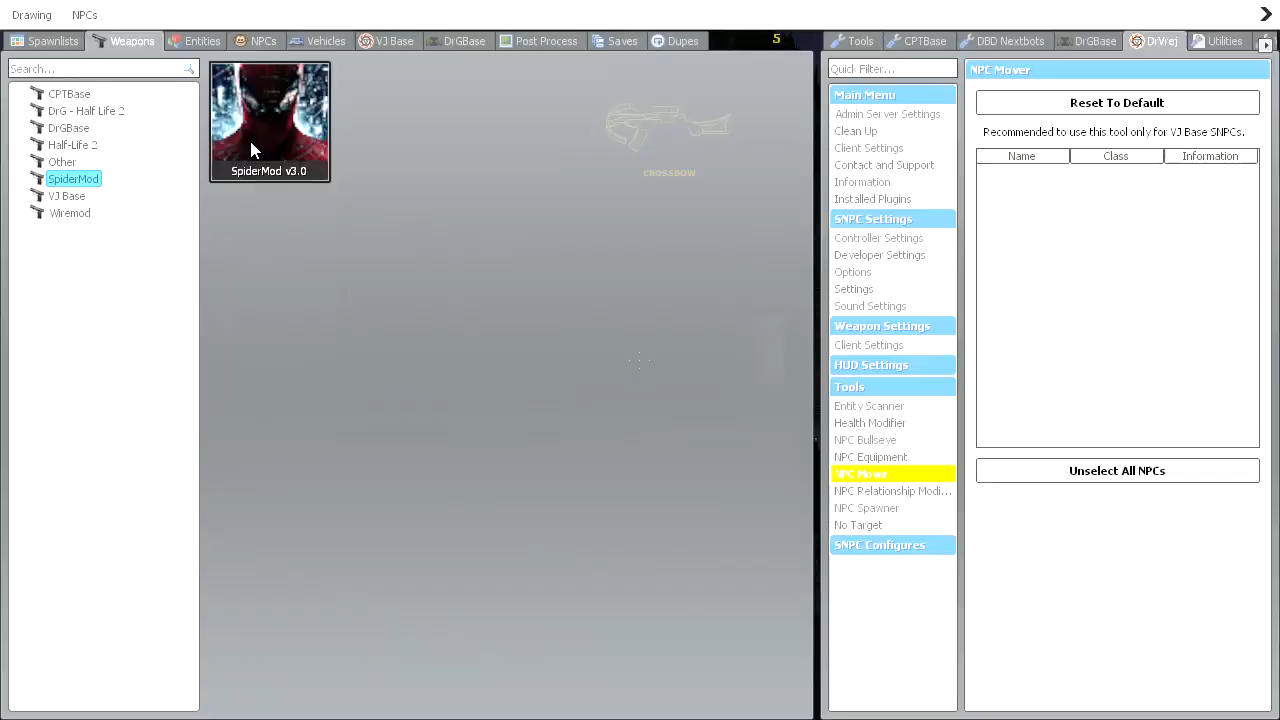 Drawing NPCs
Spawnlists Weapons Entities NPCs Vehicles VJ Base DrGBase Post Process Saves Dupes 5 Tools CPTBase DBD Nextbots DrGBase DrVrej Utilities
Search...
CPTBase
DrG - Half Life 2
DrGBase
Half-Life 2
Other
SpiderMod
VJ Base
Wiremod
SpiderMod v3.0
CROSSBOW
Quick Filter...
Main Menu
Admin Server Settings
Clean Up
Client Settings
Contact and Support
Information
Installed Plugins
SNPC Settings
Controller Settings
Developer Settings
Options
Settings
Sound Settings
Weapon Settings
Client Settings
HUD Settings
Tools
Entity Scanner
Health Modifier
NPC Bullseye
NPC Equipment
NPC Mover
NPC Relationship Modi...
NPC Spawner
No Target
SNPC Configures
NPC Mover
Reset To Default
Recommended to use this tool only for VJ Base SNPCs.
Name Class Information
Unselect All NPCs